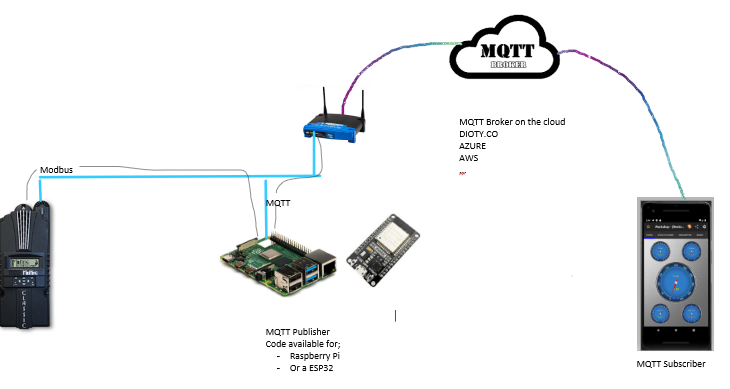 MQTT
BROKER
MQTT Broker on the cloud
DIOTY.CO
AZURE
AWS
,,,
Modbus
MQTT
CLASSIC
MQTT Publisher
Code available for;
- Raspberry Pi
- Or a ESP32
MQTT Subscriber